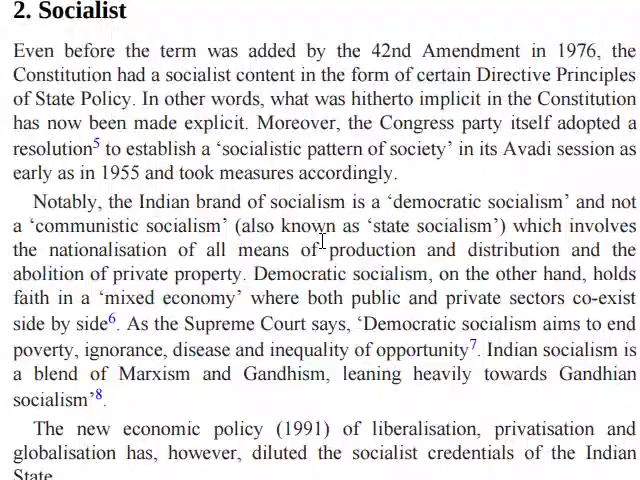 2. Socialist
Even before the term was added by the 42nd Amendment in 1976, the
Constitution had a socialist content in the form of certain Directive Principles
of State Policy. In other words, what was hitherto implicit in the Constitution
has now been made explicit. Moreover, the Congress party itself adopted a
resolution5 to establish a ‘socialistic pattern of society’ in its Avadi session as
early as in 1955 and took measures accordingly.
Notably, the Indian brand of socialism is a ‘democratic socialism’ and not
a ‘communistic socialism’ (also known as ‘state socialism’) which involves
the nationalisation of all means of production and distribution and the
abolition of private property. Democratic socialism, on the other hand, holds
faith in a ‘mixed economy’ where both public and private sectors co-exist
side by side6. As the Supreme Court says, ‘Democratic socialism aims to end
poverty, ignorance, disease and inequality of opportunity7. Indian socialism is
a blend of Marxism and Gandhism, leaning heavily towards Gandhian
socialism’8.
The new economic policy (1991) of liberalisation, privatisation and
globalisation has, however, diluted the socialist credentials of the Indian
State.